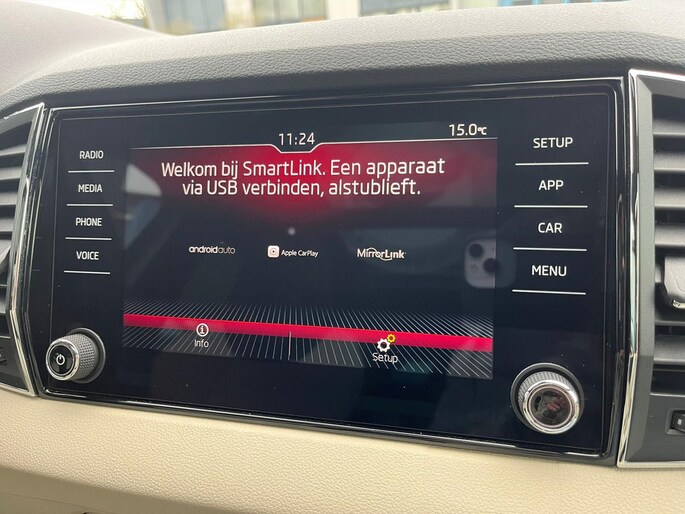 11:24
15.0°C
RADIO
MEDIA
PHONE
VOICE
Welkom bij SmartLink. Een apparaat
via USB verbinden, alstublieft.
androidauto
Apple CarPlay
MirrorLink
Info
Setup
SETUP
APP
CAR
MENU